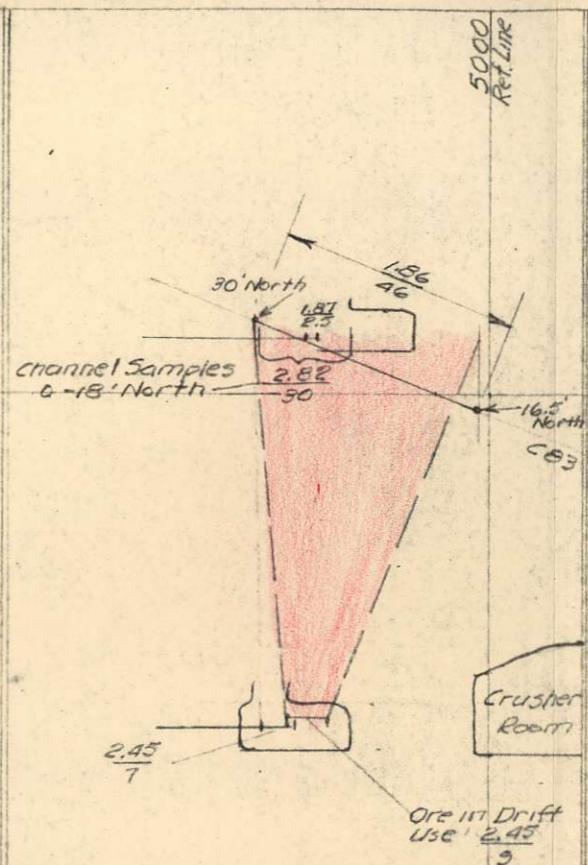 5000
Ref. Line
1.86
46
30' North
1.87
2.5
Channel Samples
0-18' North
2.82
30
16.5'
North
C83
Crusher
Room
2.45
7
Ore in Drift
Use 2.45
9